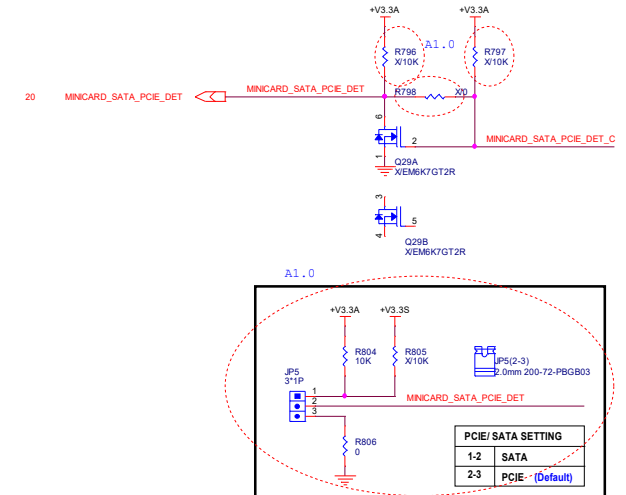 +V3.3A +V3.3A
A1.0
R796
X/10K
R797
X/10K
R798 X/0
20 MINICARD_SATA_PCIE_DET MINICARD_SATA_PCIE_DET
6
2 MINICARD_SATA_PCIE_DET_C
1
Q29A
X/EM6K7GT2R
3
5
4
Q29B
X/EM6K7GT2R
A1.0
+V3.3A +V3.3S
R804
10K
R805
X/10K
JP5(2-3)
2.0mm 200-72-PBGB03
JP5
3*1P
1
2 MINICARD_SATA_PCIE_DET
3
R806
0
PCIE/ SATA SETTING
1-2 SATA
2-3 PCIE (Default)